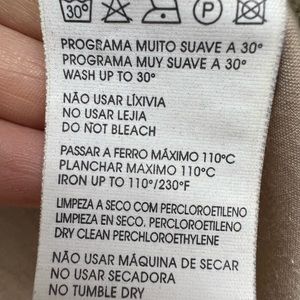 30
P
PROGRAMA MUITO SUAVE A 30°
PROGRAMA MUY SUAVE A 30°
WASH UP TO 30°
NÃO USAR LÍXIVIA
NO USAR LEJIA
DO NOT BLEACH
PASSAR A FERRO MÁXIMO 110°C
PLANCHAR MAXIMO 110°C
IRON UP TO 110°/230°F
LIMPEZA A SECO COM PERCLOROETILENO
LIMPIEZA EN SECO. PERCLOROETILENO
DRY CLEAN PERCHLOROETHYLENE
NÃO USAR MÁQUINA DE SECAR
NO USAR SECADORA
NO TUMBLE DRY